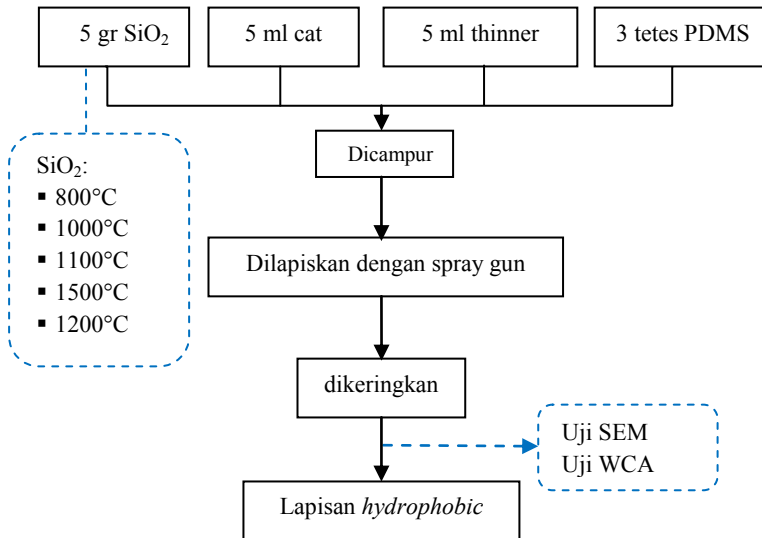 5 gr SiO₂
5 ml cat
5 ml thinner
3 tetes PDMS
SiO₂:
▪ 800°C
▪ 1000°C
▪ 1100°C
▪ 1500°C
▪ 1200°C
Dicampur
Dilapiskan dengan spray gun
dikeringkan
Uji SEM
Uji WCA
Lapisan hydrophobic